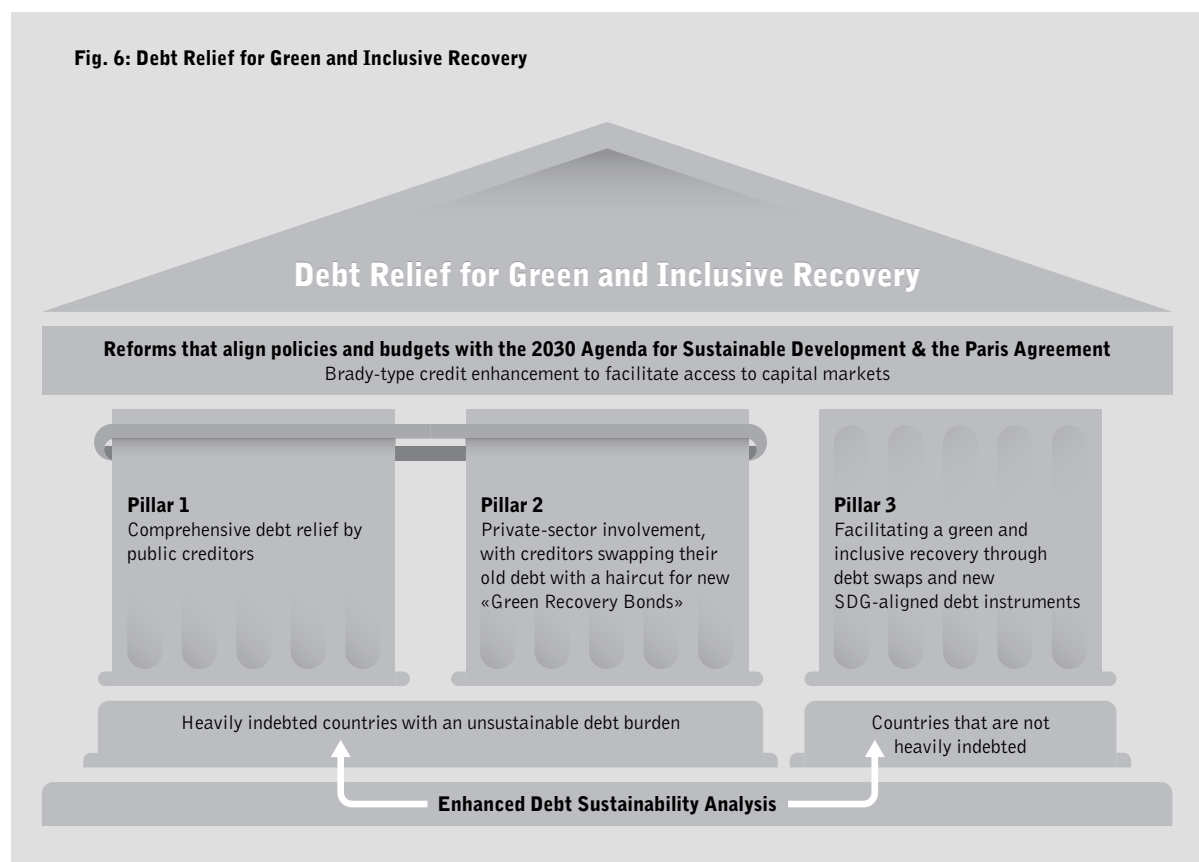 Fig. 6: Debt Relief for Green and Inclusive Recovery
Debt Relief for Green and Inclusive Recovery
Reforms that align policies and budgets with the 2030 Agenda for Sustainable Development & the Paris Agreement
Brady-type credit enhancement to facilitate access to capital markets
Pillar 1
Comprehensive debt relief by
public creditors
Pillar 2
Private-sector involvement,
with creditors swapping their
old debt with a haircut for new
«Green Recovery Bonds»
Pillar 3
Facilitating a green and
inclusive recovery through
debt swaps and new
SDG-aligned debt instruments
Heavily indebted countries with an unsustainable debt burden
Countries that are not
heavily indebted
Enhanced Debt Sustainability Analysis